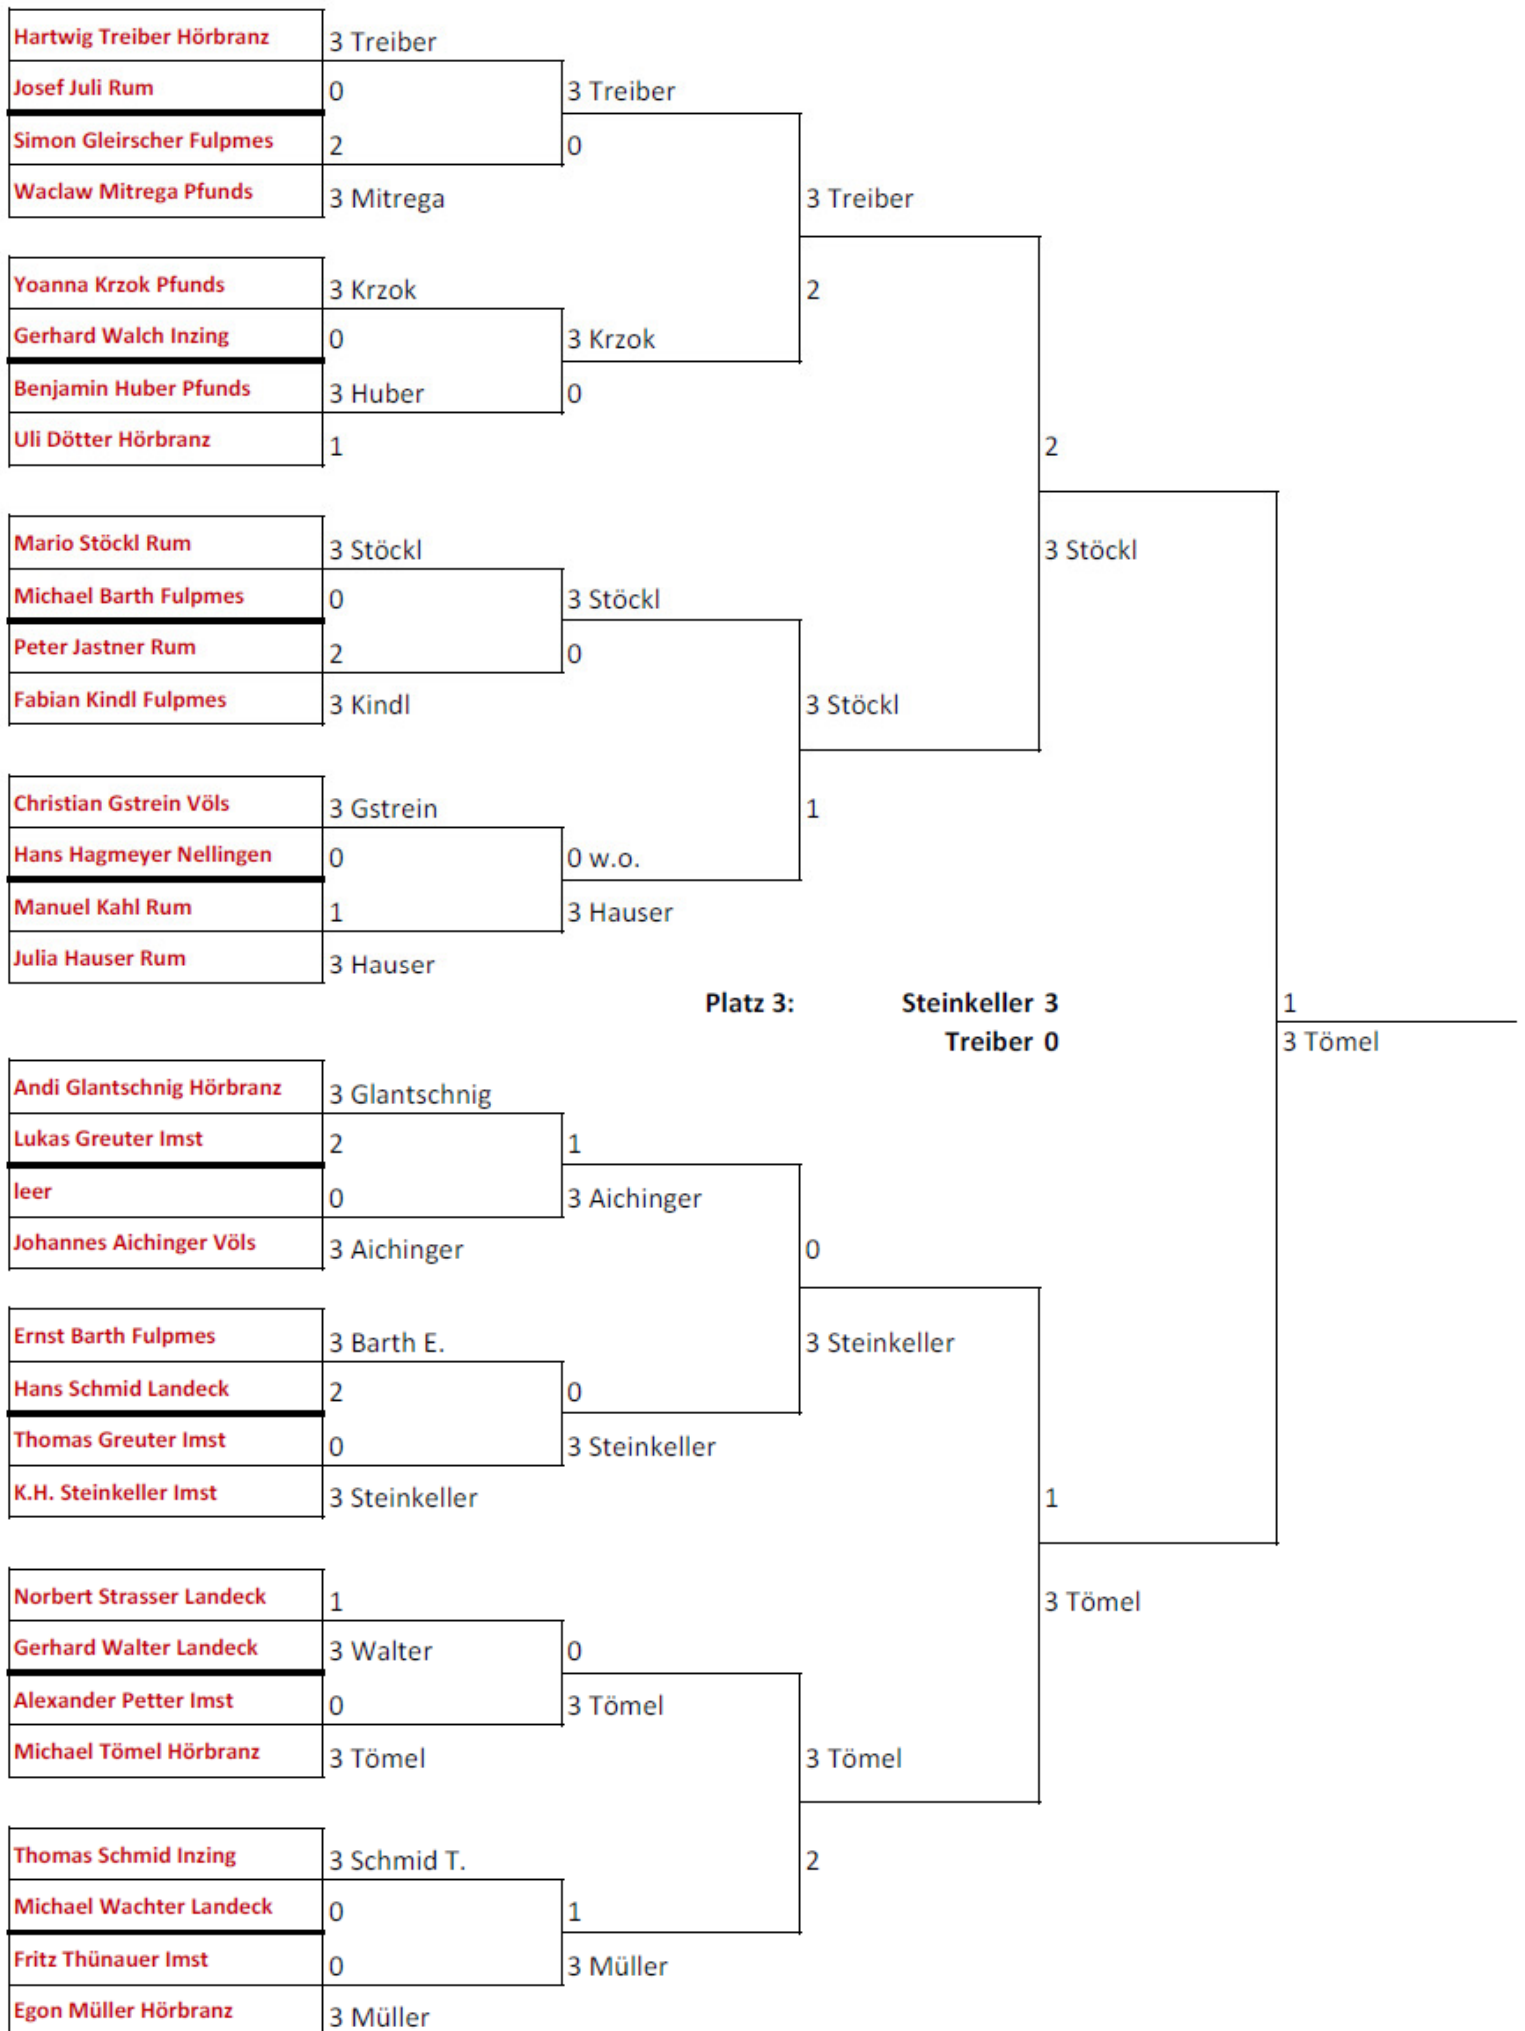 Hartwig Treiber Hörbranz 3 Treiber
Josef Juli Rum 0 3 Treiber
Simon Gleirscher Fulpmes 2 0
Waclaw Mitrega Pfunds 3 Mitrega 3 Treiber
Yoanna Krzok Pfunds 3 Krzok 2
Gerhard Walch Inzing 0 3 Krzok
Benjamin Huber Pfunds 3 Huber 0
Uli Dötter Hörbranz 1 2
Mario Stöckl Rum 3 Stöckl 3 Stöckl
Michael Barth Fulpmes 0 3 Stöckl
Peter Jastner Rum 2 0
Fabian Kindl Fulpmes 3 Kindl 3 Stöckl
Christian Gstrein Völs 3 Gstrein 1
Hans Hagmeyer Nellingen 0 0 w.o.
Manuel Kahl Rum 1 3 Hauser
Julia Hauser Rum 3 Hauser
Platz 3: Steinkeller 3 1
Treiber 0 3 Tömel
Andi Glantschnig Hörbranz 3 Glantschnig
Lukas Greuter Imst 2 1
leer 0 3 Aichinger
Johannes Aichinger Völs 3 Aichinger 0
Ernst Barth Fulpmes 3 Barth E. 3 Steinkeller
Hans Schmid Landeck 2 0
Thomas Greuter Imst 0 3 Steinkeller
K.H. Steinkeller Imst 3 Steinkeller 1
Norbert Strasser Landeck 1 3 Tömel
Gerhard Walter Landeck 3 Walter 0
Alexander Petter Imst 0 3 Tömel
Michael Tömel Hörbranz 3 Tömel 3 Tömel
Thomas Schmid Inzing 3 Schmid T. 2
Michael Wachter Landeck 0 1
Fritz Thünauer Imst 0 3 Müller
Egon Müller Hörbranz 3 Müller